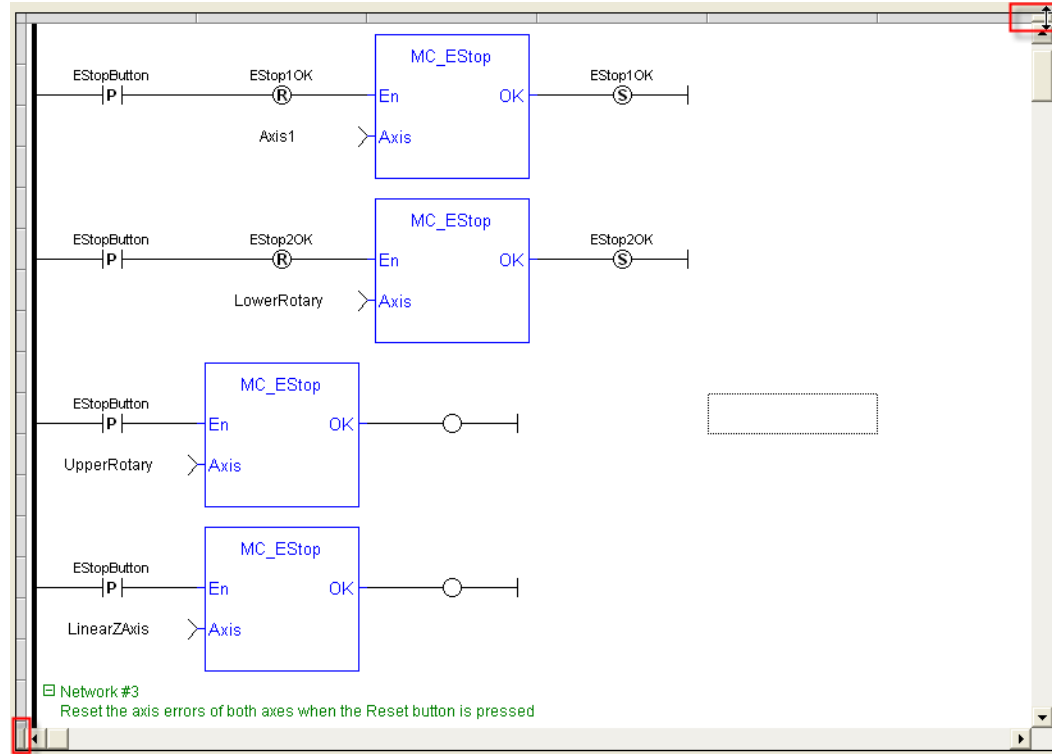 MC_EStop
EStopButton EStop1OK EStop1OK
P R En OK S
Axis1 Axis
MC_EStop
EStopButton EStop2OK EStop2OK
P R En OK S
LowerRotary Axis
MC_EStop
EStopButton
P En OK
UpperRotary Axis
MC_EStop
EStopButton
P En OK
LinearZAxis Axis
Network #3
Reset the axis errors of both axes when the Reset button is pressed